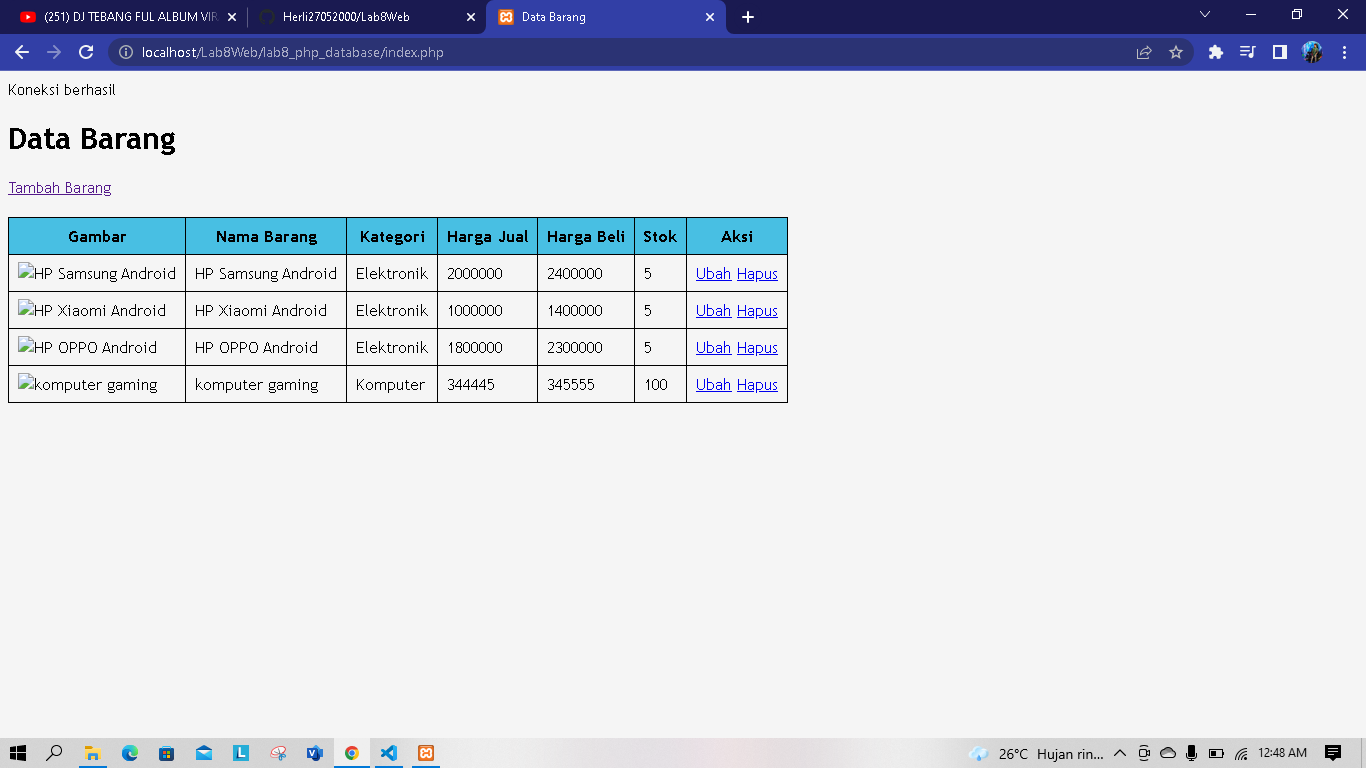 (251) DJ TEBANG FUL ALBUM VIR
Herli27052000/Lab8Web
Data Barang
localhost/Lab8Web/lab8_php_database/index.php
Koneksi berhasil
Data Barang
Tambah Barang
Gambar Nama Barang Kategori Harga Jual Harga Beli Stok Aksi
HP Samsung Android HP Samsung Android Elektronik 2000000 2400000 5 Ubah Hapus
HP Xiaomi Android HP Xiaomi Android Elektronik 1000000 1400000 5 Ubah Hapus
HP OPPO Android HP OPPO Android Elektronik 1800000 2300000 5 Ubah Hapus
komputer gaming komputer gaming Komputer 344445 345555 100 Ubah Hapus
26°C Hujan rin... 12:48 AM